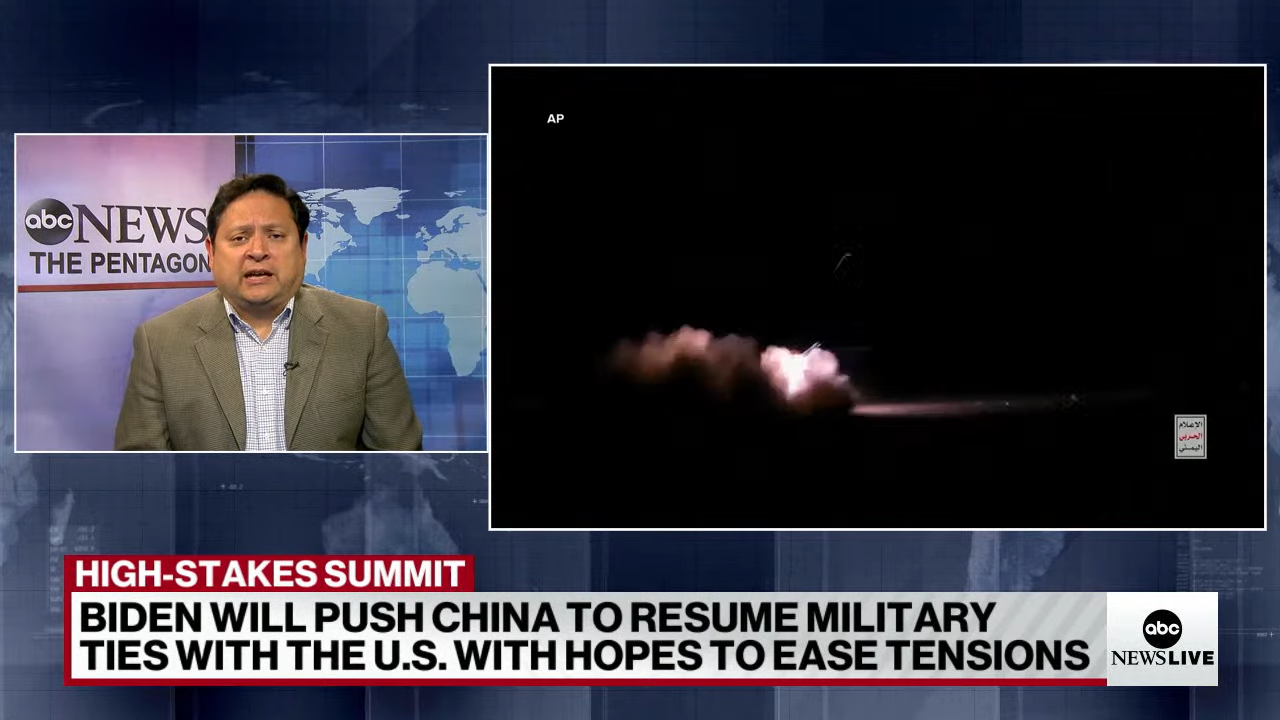 abc NEWS
THE PENTAGON
AP
الإعلام
الحربي
اليمني
HIGH-STAKES SUMMIT
BIDEN WILL PUSH CHINA TO RESUME MILITARY
TIES WITH THE U.S. WITH HOPES TO EASE TENSIONS
abc
NEWS LIVE